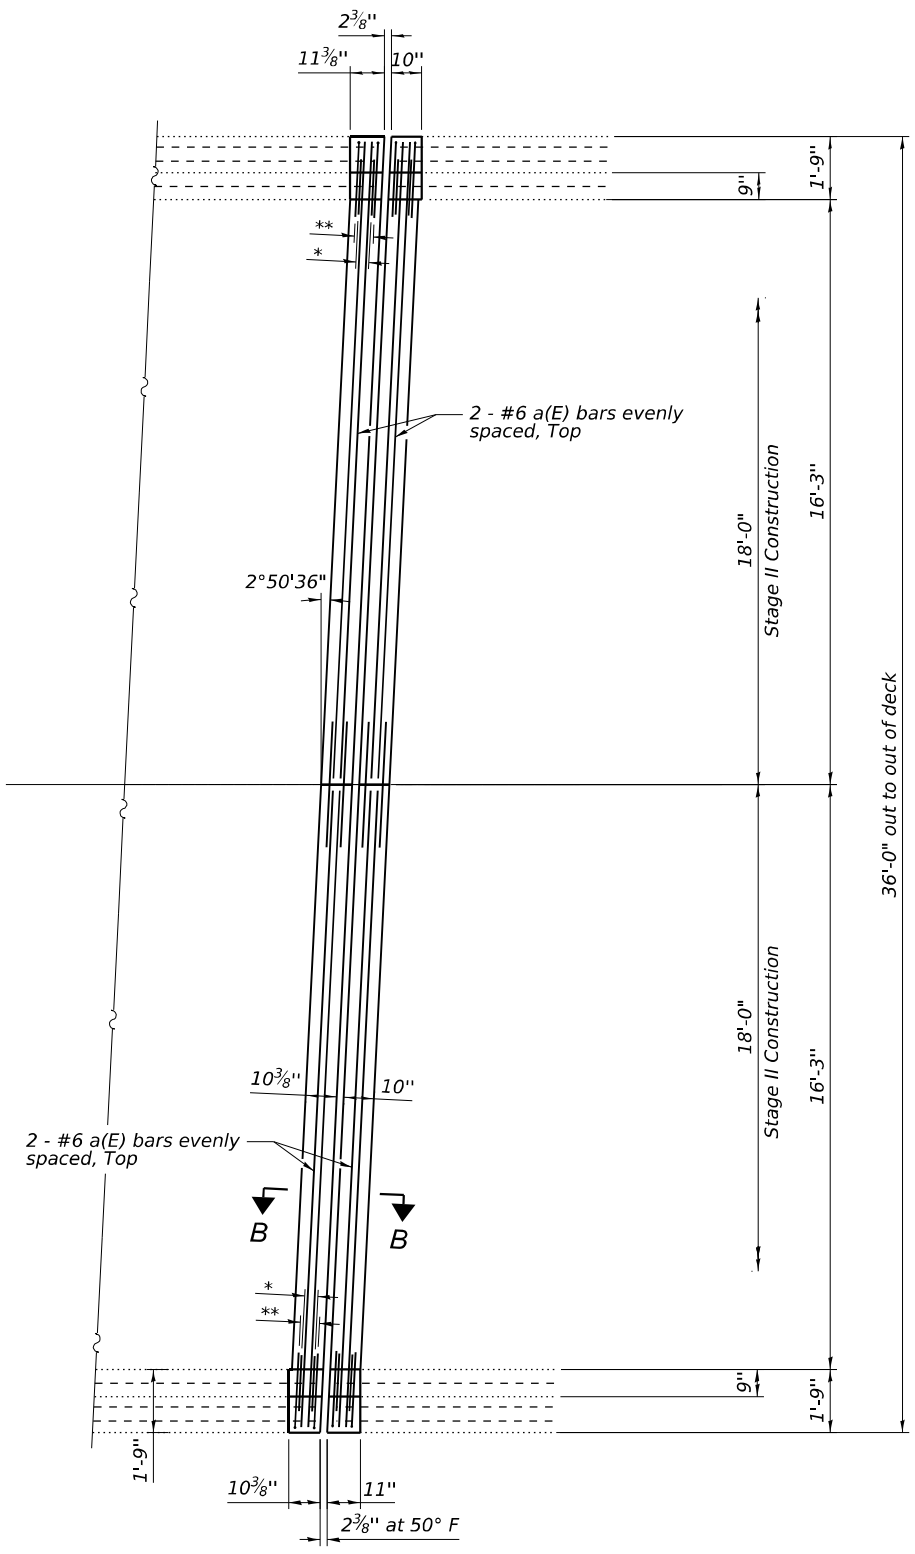 2⅜''
11⅜''
10''
1'-9"
9"
**
*
2 - #6 a(E) bars evenly
spaced, Top
16'-3"
18'-0"
Stage II Construction
2°50'36"
36'-0" out to out of deck
18'-0"
Stage II Construction
16'-3"
10⅜''
10''
2 - #6 a(E) bars evenly
spaced, Top
B
B
*
**
9"
1'-9"
1'-9"
10⅜''
11''
2⅜'' at 50° F